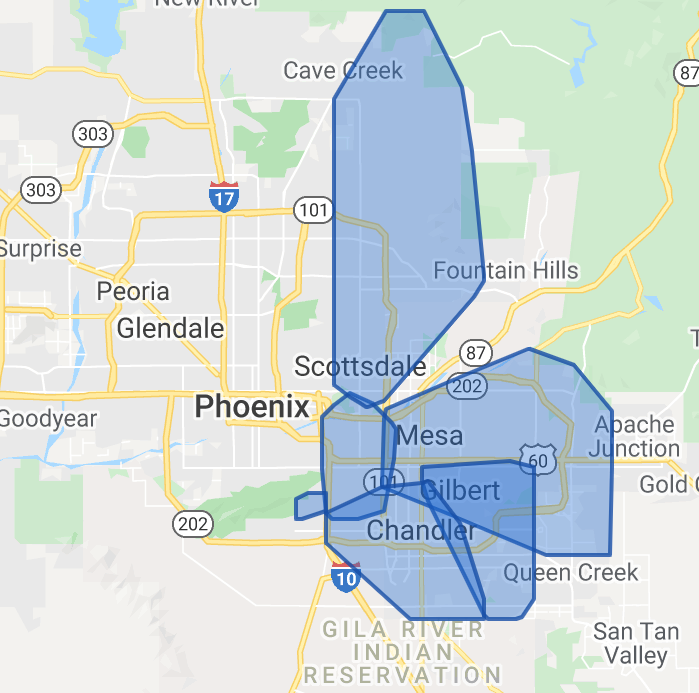 New River
Cave Creek
87
303
303
17
101
Surprise
Fountain Hills
Peoria
Glendale
87
Scottsdale
202
Phoenix
Goodyear
Mesa
Apache
Junction
60
101
Gilbert
Gold
202
Chandler
10
Queen Creek
GILA RIVER
INDIAN
RESERVATION
San Tan
Valley